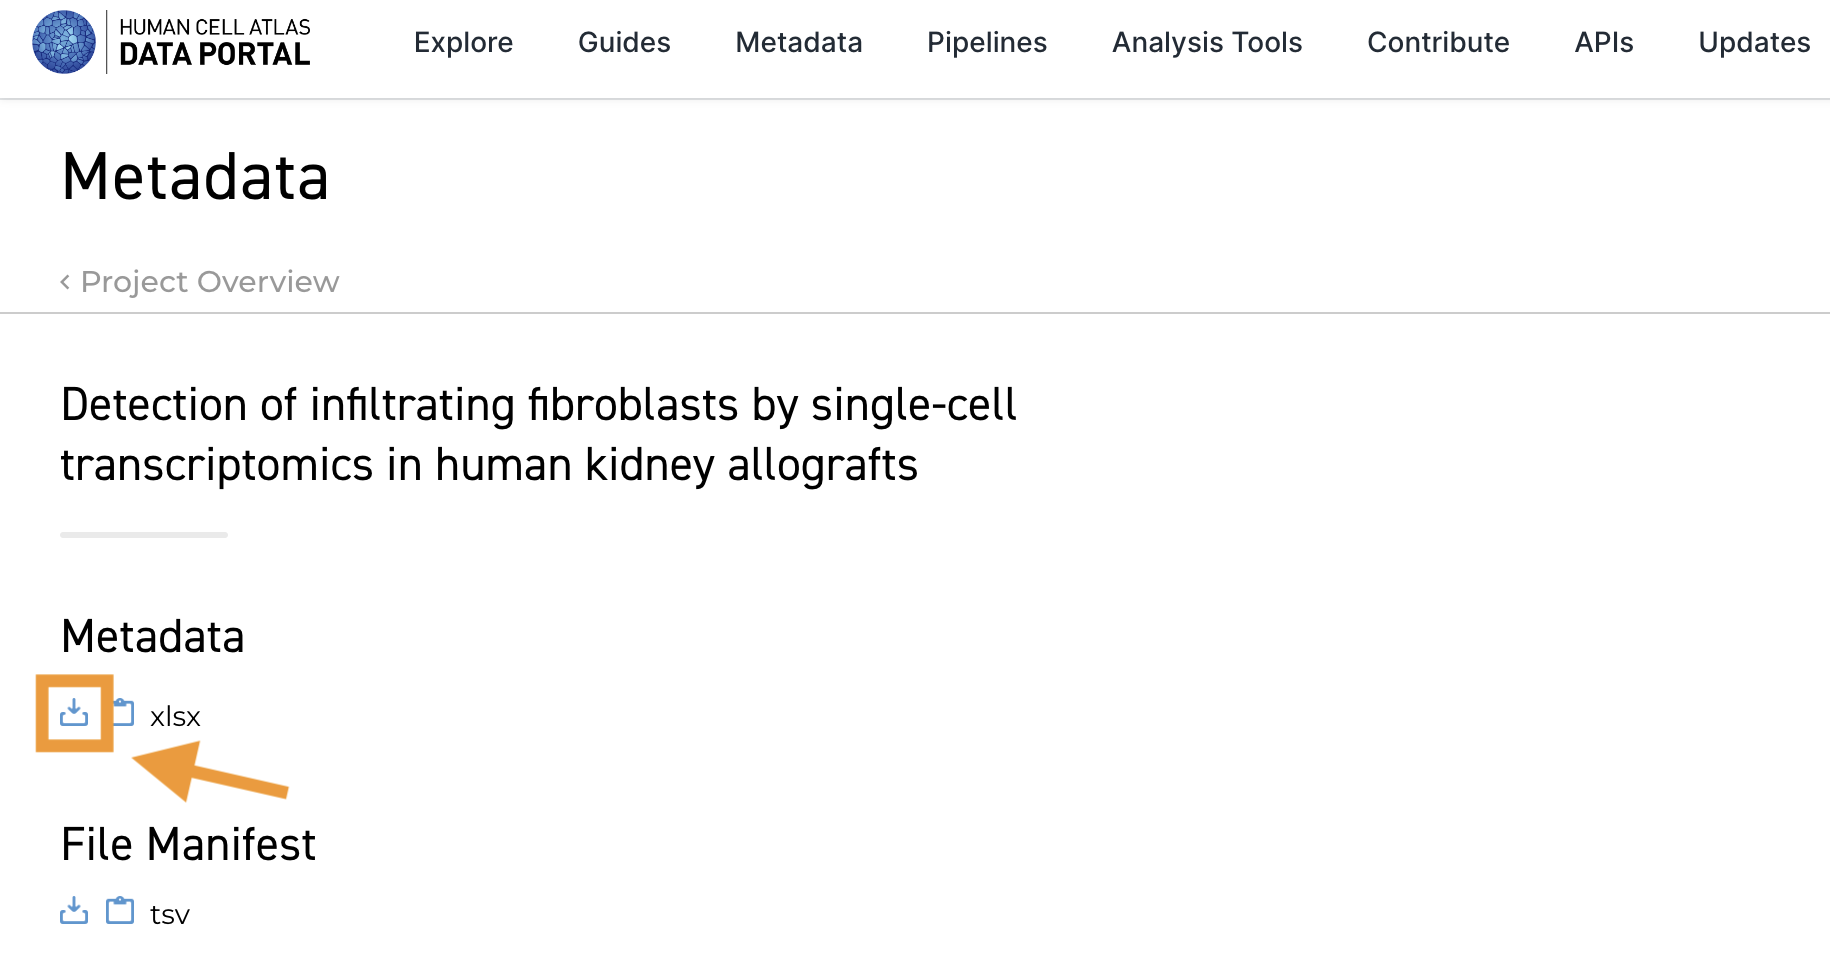 HUMAN CELL ATLAS
DATA PORTAL
Explore Guides Metadata Pipelines Analysis Tools Contribute APIs Updates
Metadata
< Project Overview
Detection of infiltrating fibroblasts by single-cell
transcriptomics in human kidney allografts
Metadata
xlsx
File Manifest
tsv